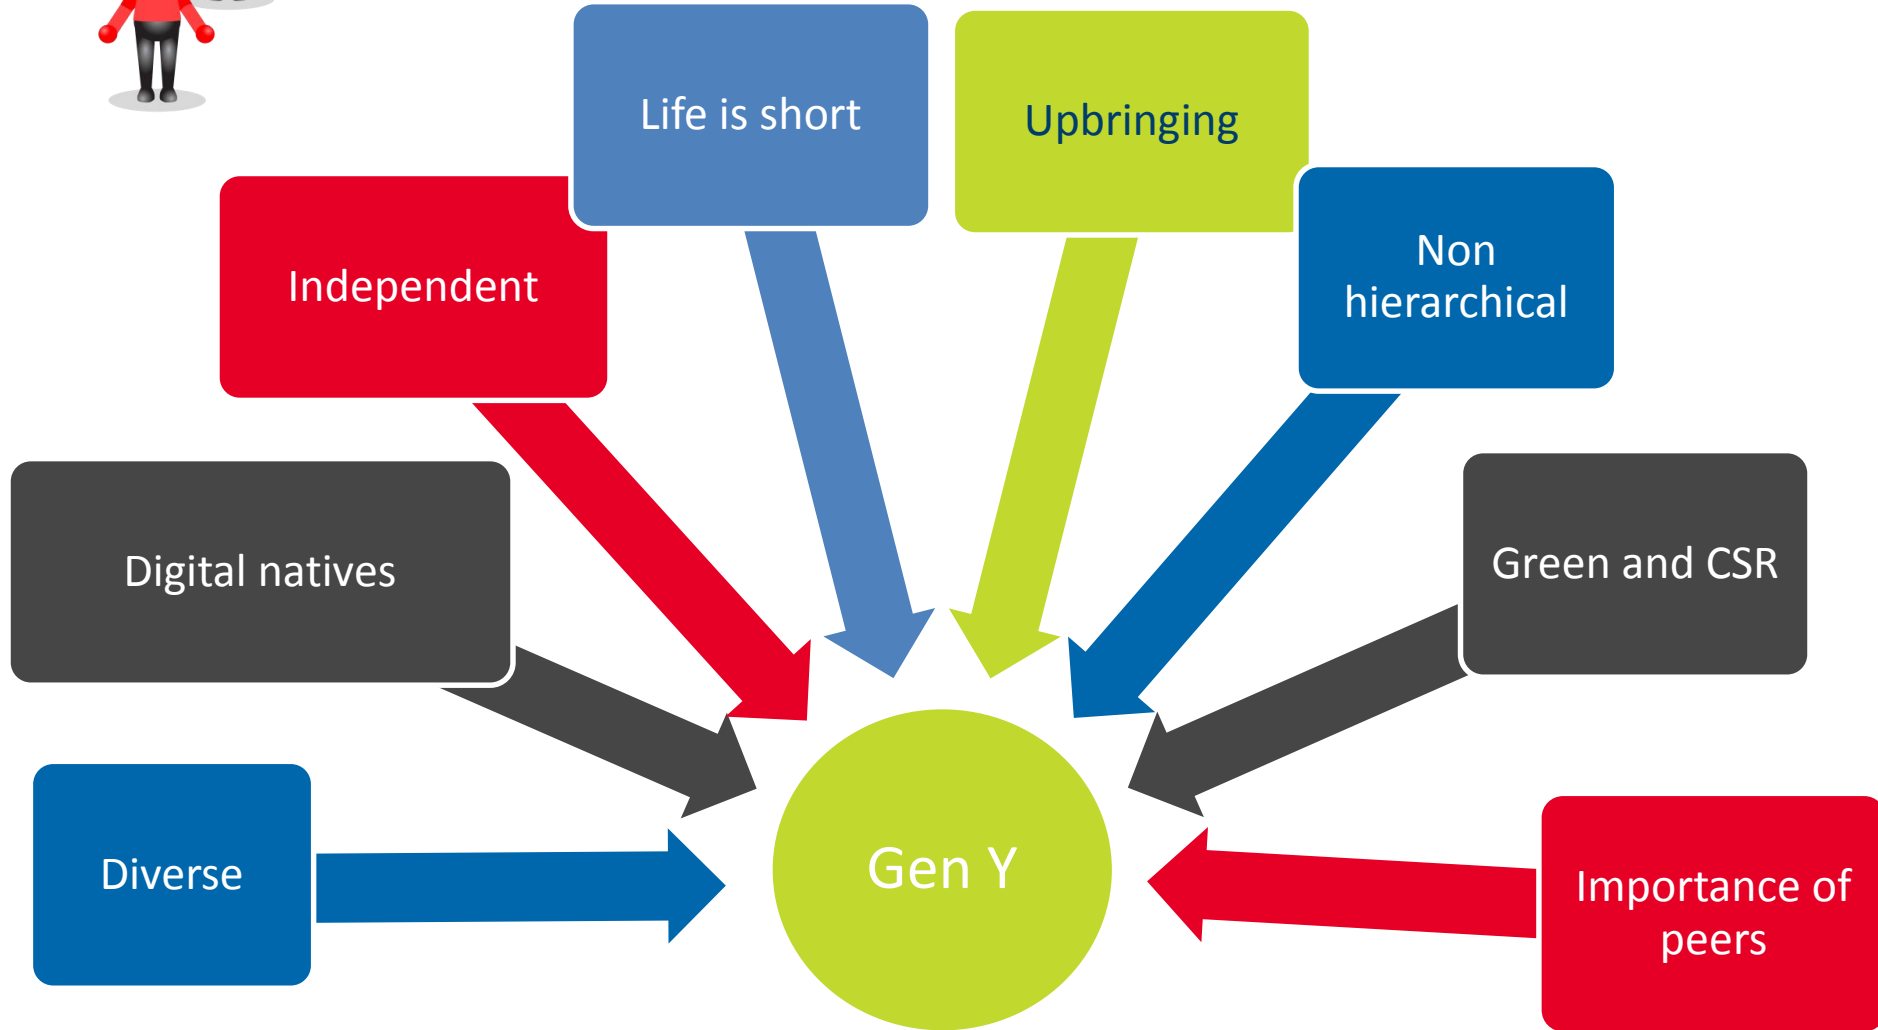 Life is short
Upbringing
Independent
Non
hierarchical
Digital natives
Green and CSR
Diverse
Gen Y
Importance of
peers